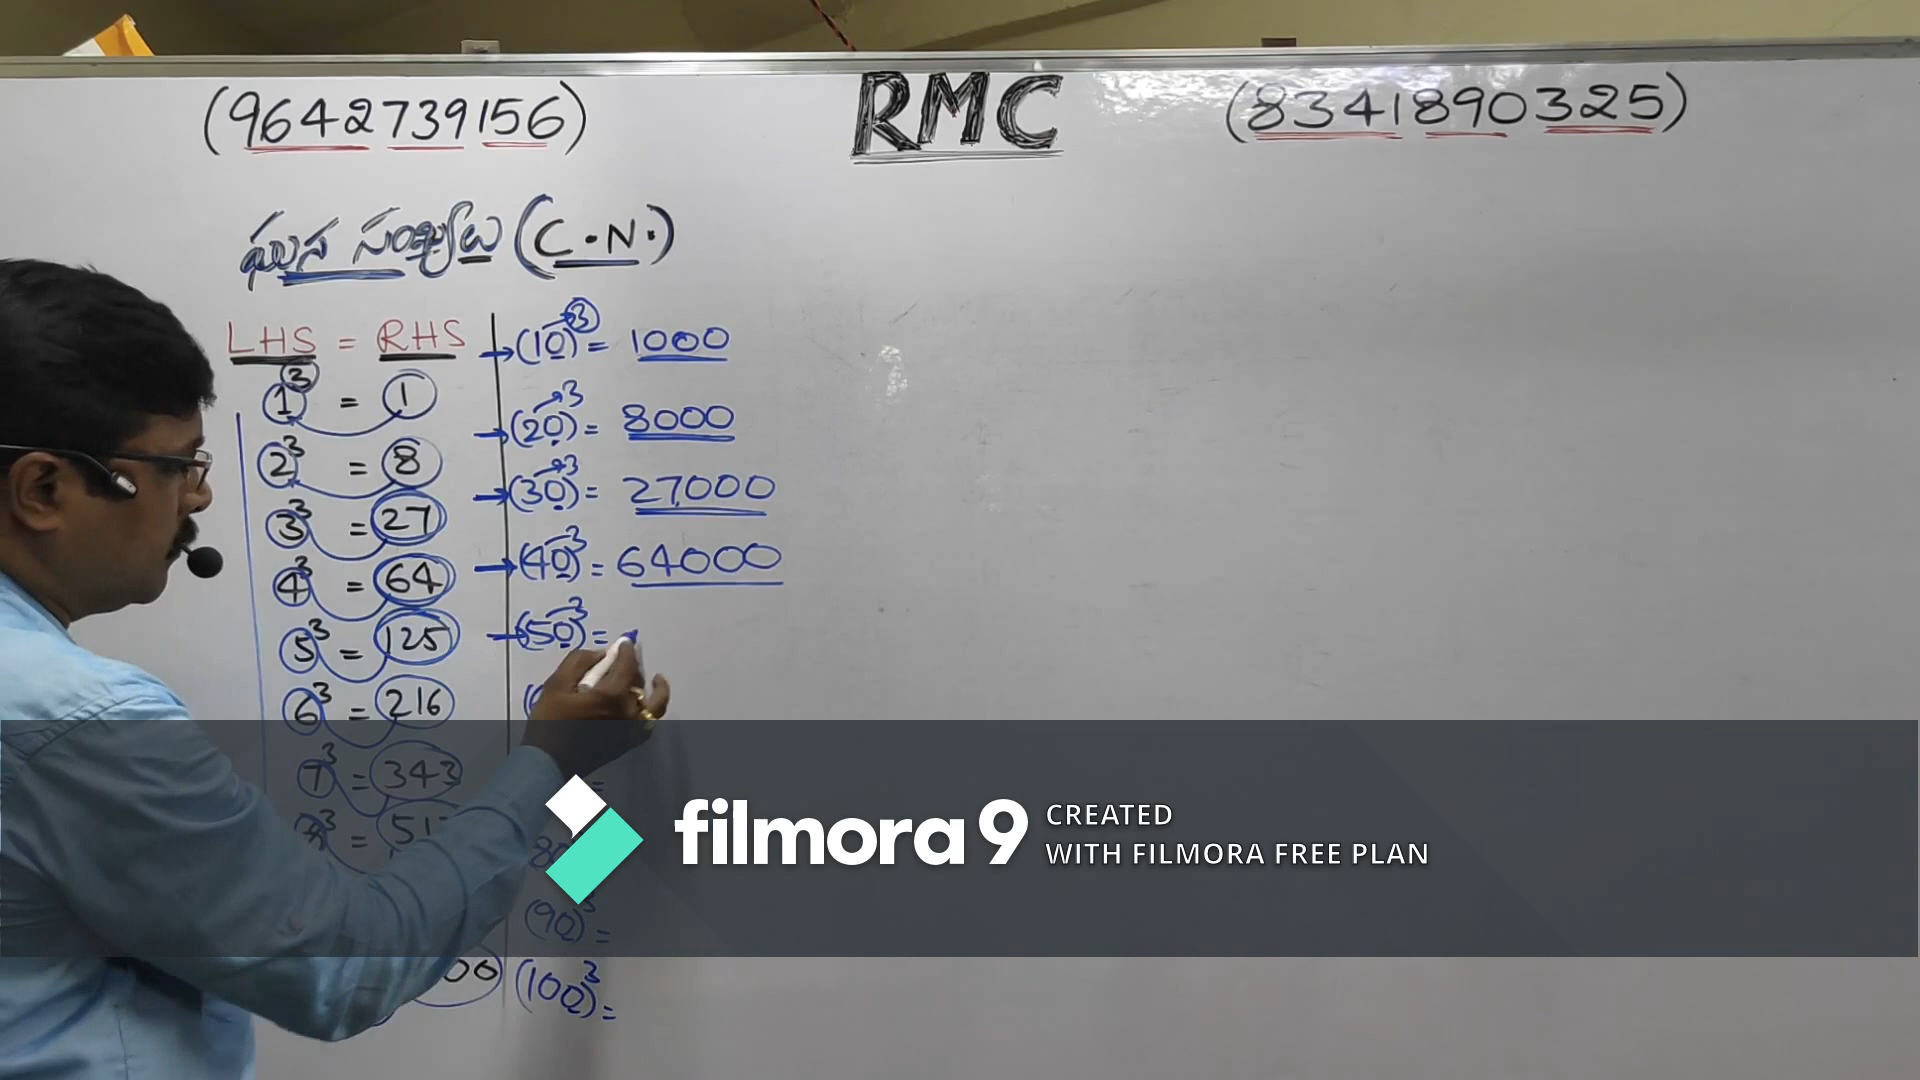 (9642739156) RMC (8341890325)
ఘన సంఖ్యలు (C.N.)
LHS = RHS
1³ = 1
2³ = 8
3³ = 27
4³ = 64
5³ = 125
6³ = 216
7³ = 343
→(10)³ = 1000
→(20)³ = 8000
→(30)³ = 27,000
→(40)³ = 64000
→(50)³ =
(90)³ =
(100)³ =
filmora 9
CREATED
WITH FILMORA FREE PLAN